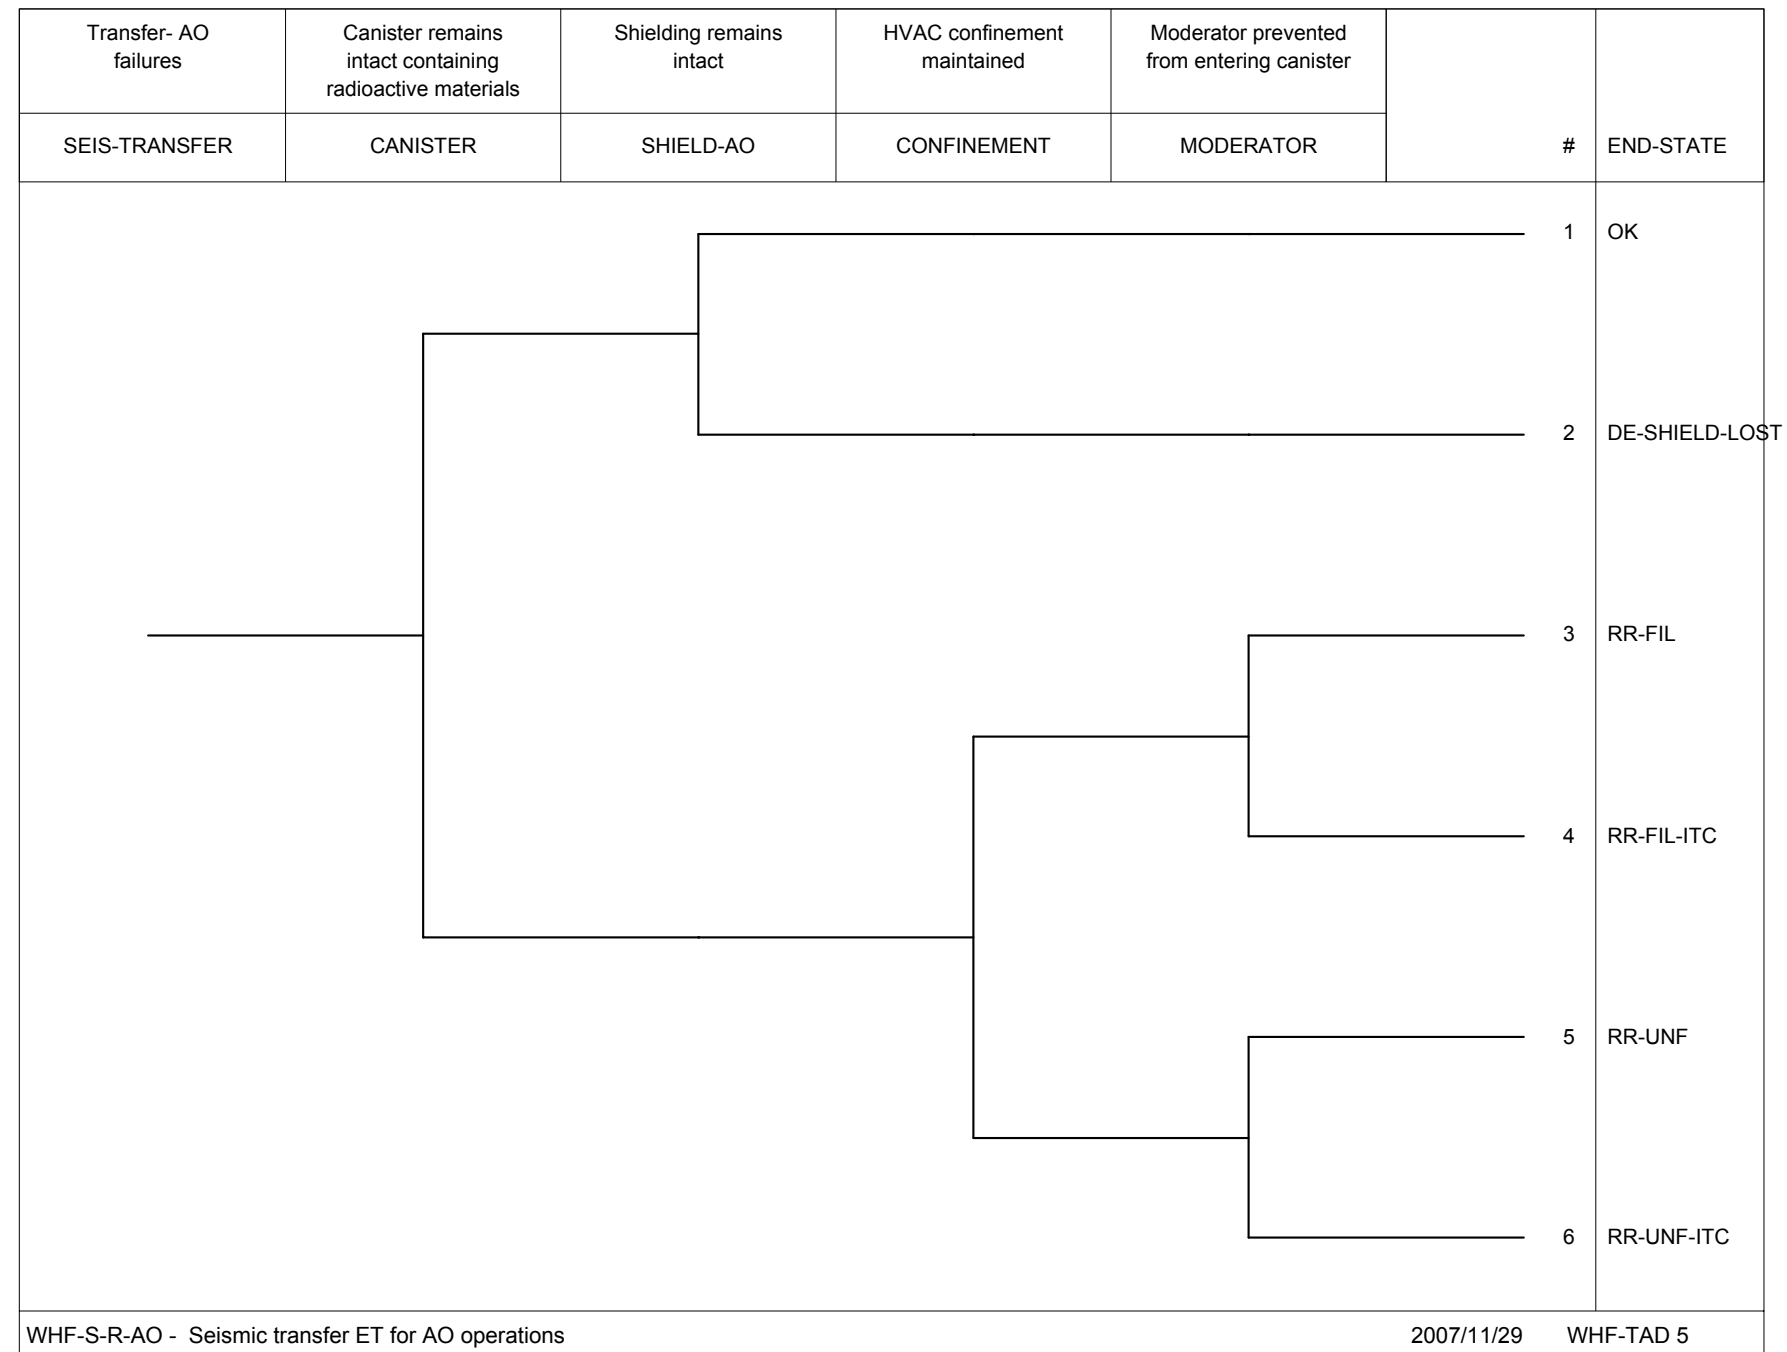 Transfer- AO
failures
Canister remains
intact containing
radioactive materials
Shielding remains
intact
HVAC confinement
maintained
Moderator prevented
from entering canister
SEIS-TRANSFER
CANISTER
SHIELD-AO
CONFINEMENT
MODERATOR
#
END-STATE
1 OK
2 DE-SHIELD-LOST
3 RR-FIL
4 RR-FIL-ITC
5 RR-UNF
6 RR-UNF-ITC
WHF-S-R-AO - Seismic transfer ET for AO operations 2007/11/29 WHF-TAD 5